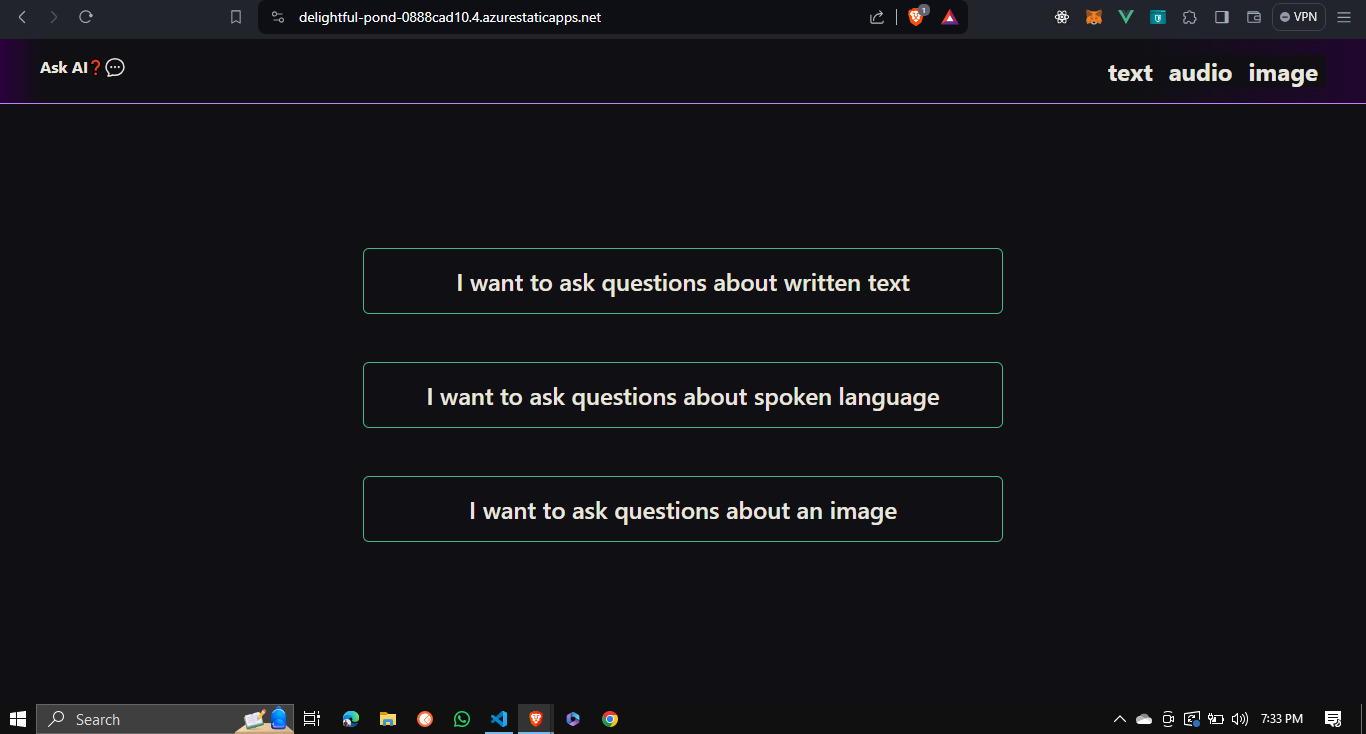 delightful-pond-0888cad10.4.azurestaticapps.net
1
VPN
Ask AI❓💬
text audio image
I want to ask questions about written text
I want to ask questions about spoken language
I want to ask questions about an image
Search
7:33 PM